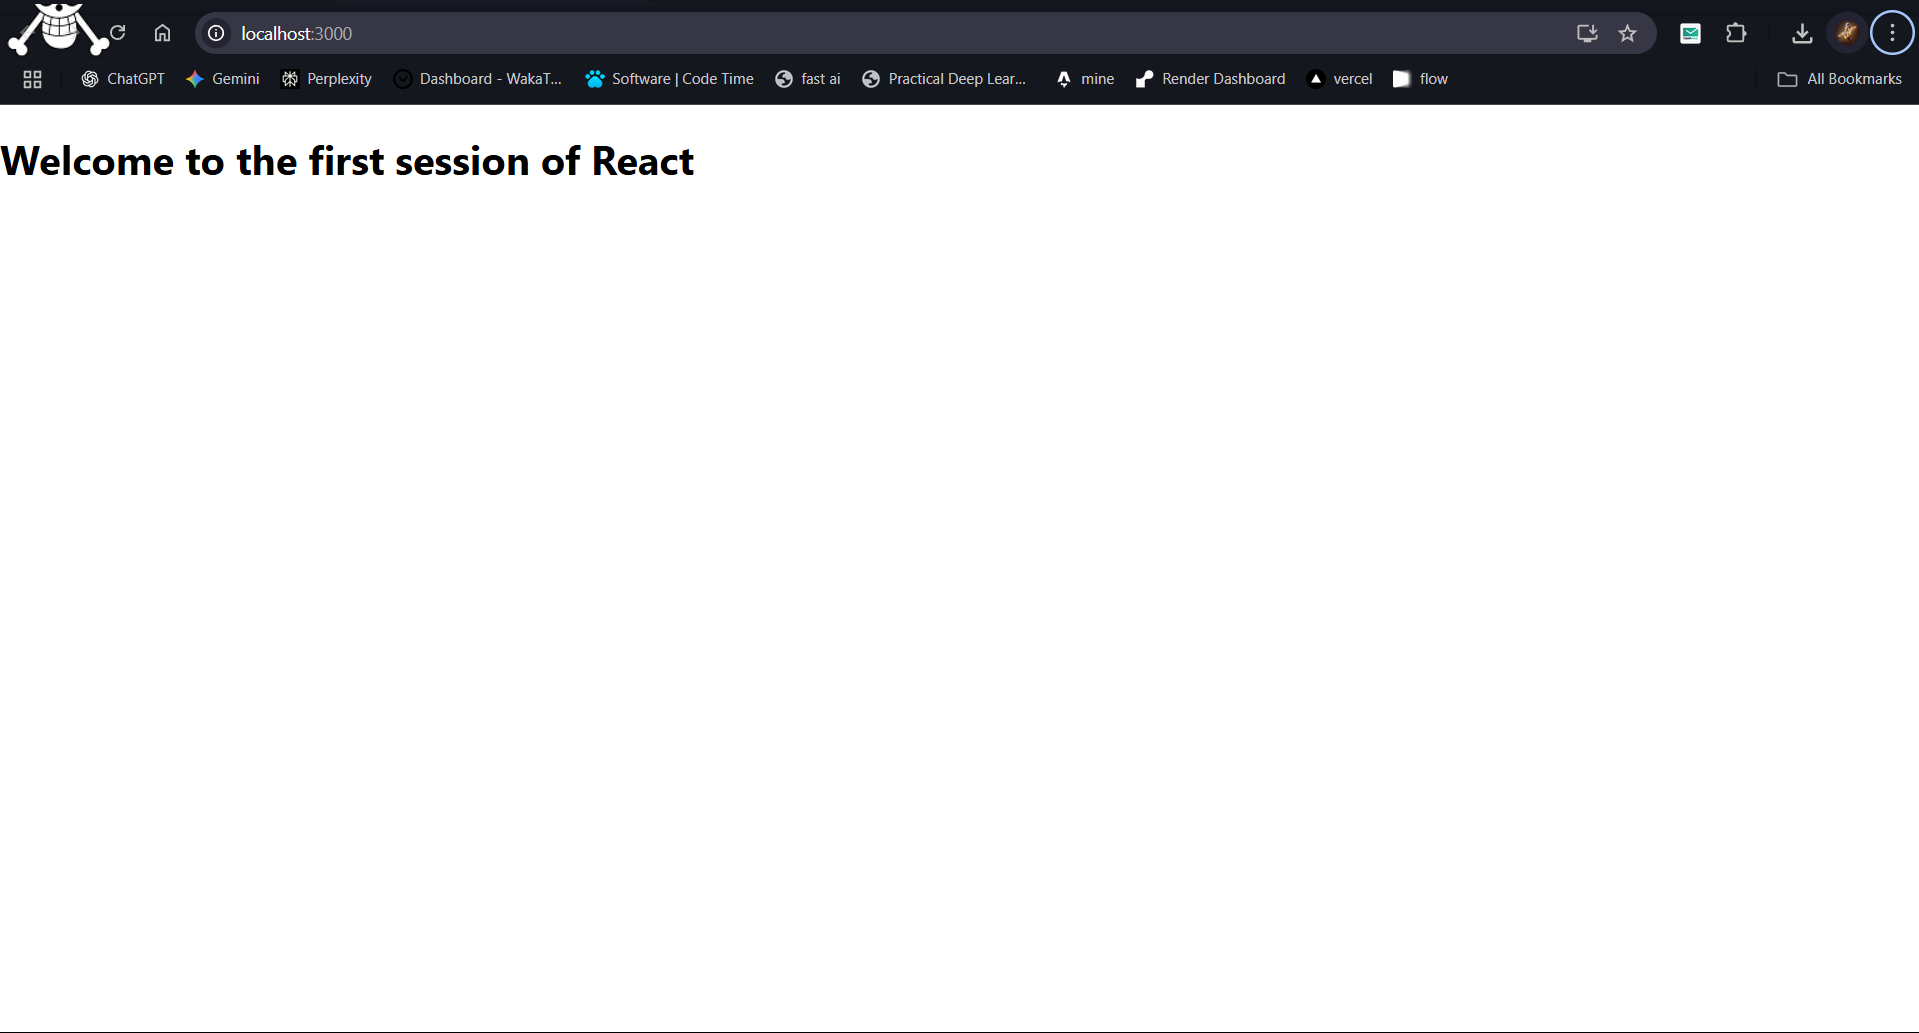 localhost:3000
ChatGPT Gemini Perplexity Dashboard - WakaT... Software | Code Time fast ai Practical Deep Lear... mine Render Dashboard vercel flow All Bookmarks
Welcome to the first session of React